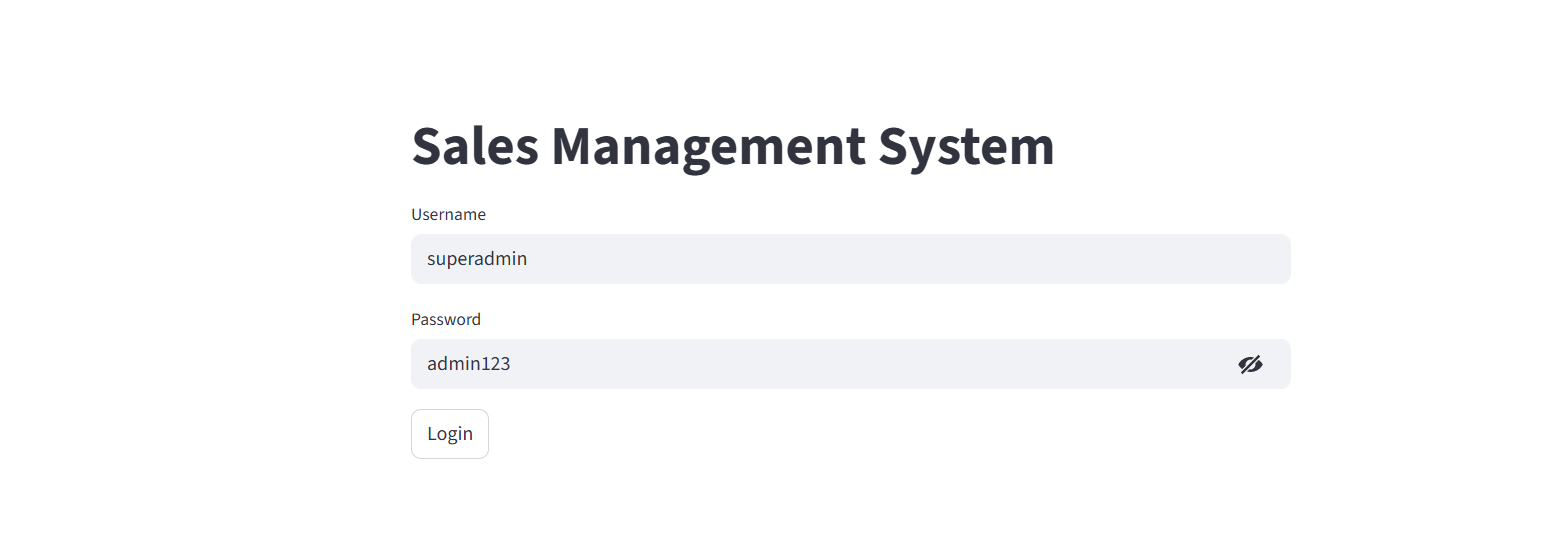 Sales Management System
Username
superadmin
Password
admin123
Login